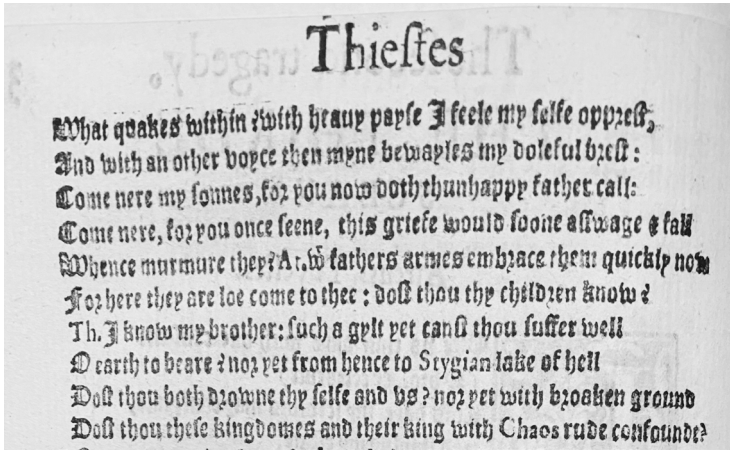 Thieſtes
What quakes within? with heauy payſe I feele my ſelfe oppreſt,
And with an other voyce then myne bewayles my doleful breſt:
Come nere my ſonnes, for you now doth thunhappy father call:
Come nere, for you once ſeene, this griefe would ſoone aſſwage & fall
Whence murmure they? At. wͭ fathers armes embrace them quickly now
For here they are loe come to thee: doſt thou thy children know?
Th. I know my brother: ſuch a gylt yet canſt thou ſuffer well
O earth to beare? nor yet from hence to Stygian lake of hell
Doſt thou both drowne thy ſelfe and vs? nor yet with broaken ground
Doſt thou theſe kingdomes and their king with Chaos rude confounde?